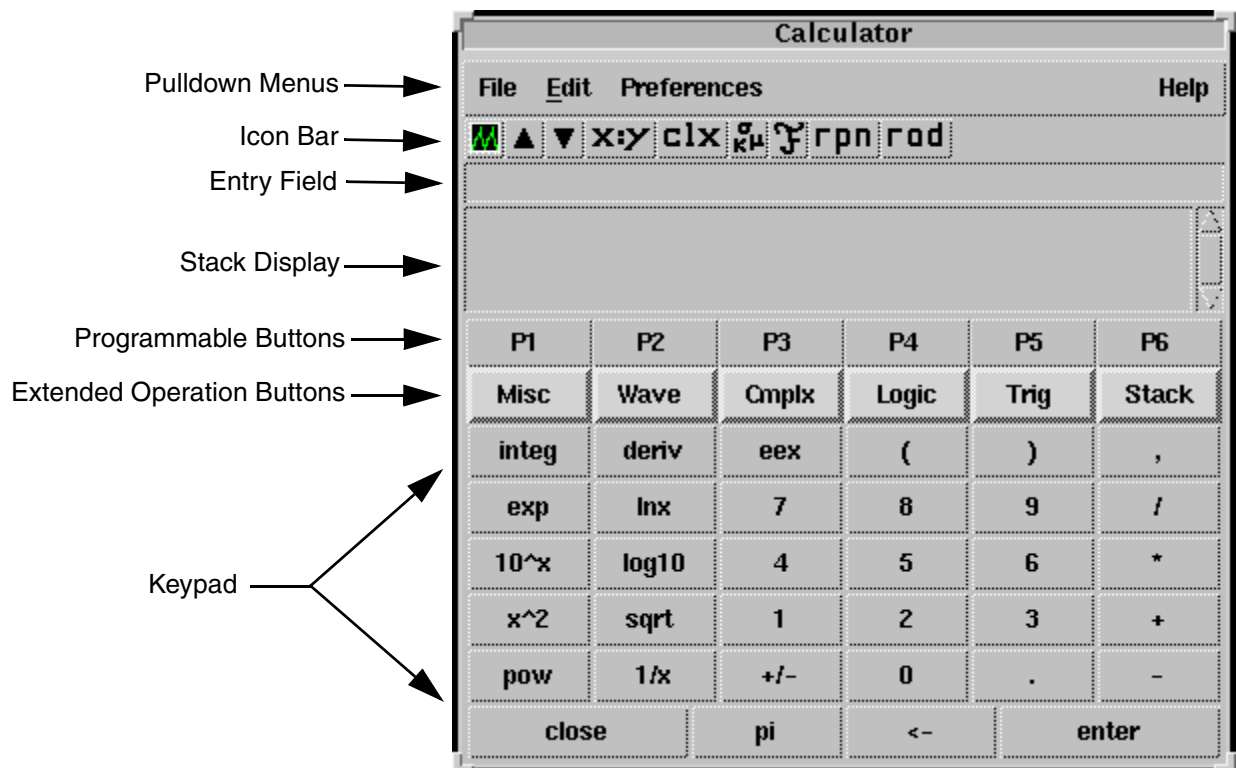 Calculator
Pulldown Menus
File Edit Preferences Help
Icon Bar
x:y clx σκμ ℱ rpn rad
Entry Field
Stack Display
Programmable Buttons
P1 P2 P3 P4 P5 P6
Extended Operation Buttons
Misc Wave Cmplx Logic Trig Stack
integ deriv eex ( ) ,
exp lnx 7 8 9 /
10^x log10 4 5 6 *
Keypad
x^2 sqrt 1 2 3 +
pow 1/x +/- 0 . -
close pi <- enter